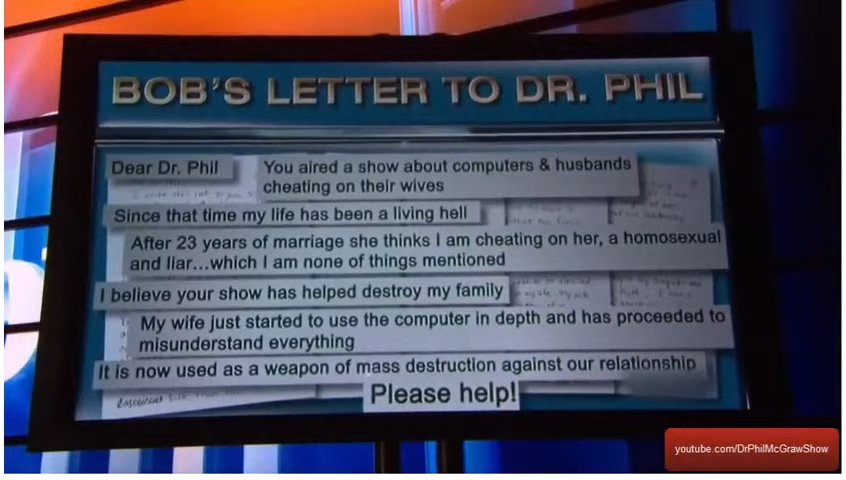 BOB'S LETTER TO DR. PHIL
Dear Dr. Phil
You aired a show about computers & husbands
cheating on their wives
Since that time my life has been a living hell
After 23 years of marriage she thinks I am cheating on her, a homosexual
and liar...which I am none of things mentioned
I believe your show has helped destroy my family
My wife just started to use the computer in depth and has proceeded to
misunderstand everything
It is now used as a weapon of mass destruction against our relationship
Please help!
youtube.com/DrPhilMcGrawShow